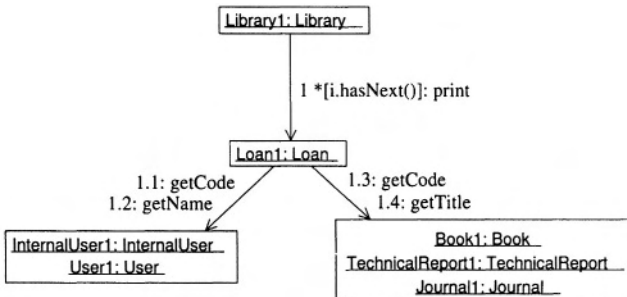 Library1: Library
1 *[i.hasNext()]: print
Loan1: Loan
1.1: getCode
1.2: getName
1.3: getCode
1.4: getTitle
InternalUser1: InternalUser
User1: User
Book1: Book
TechnicalReport1: TechnicalReport
Journal1: Journal